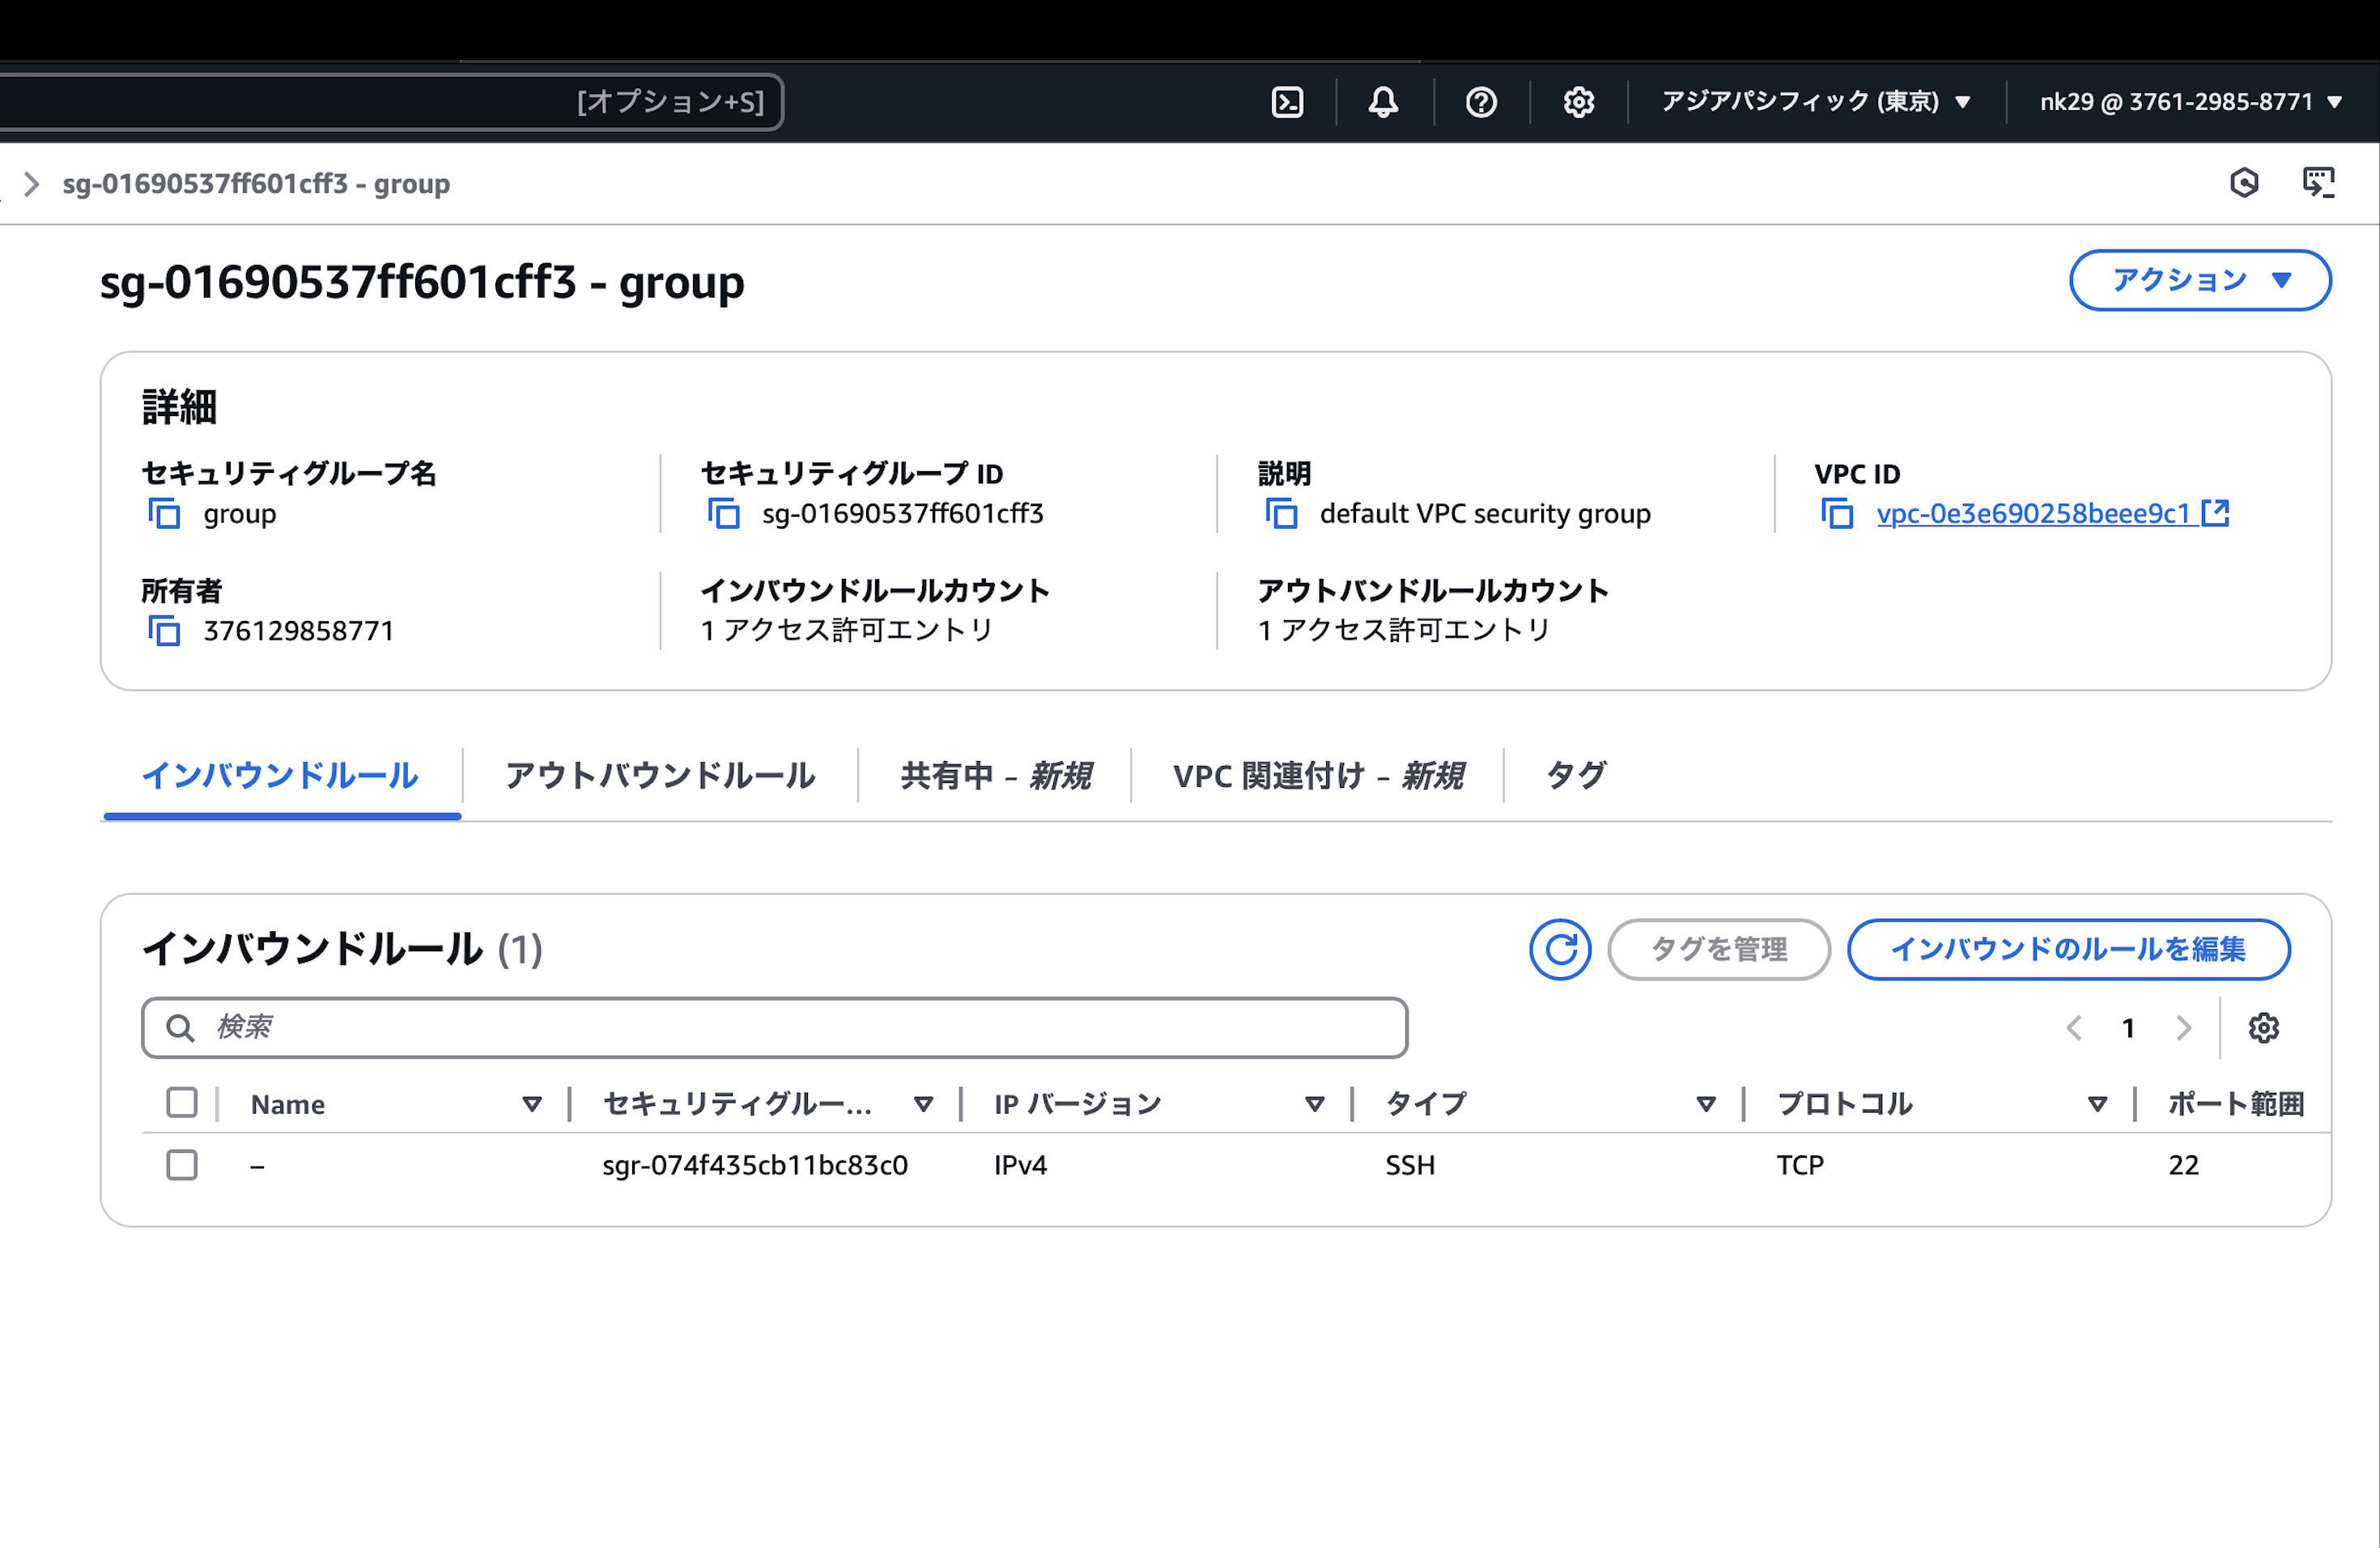 [オプション+S]
アジアパシフィック (東京)
nk29 @ 3761-2985-8771
sg-01690537ff601cff3 - group
sg-01690537ff601cff3 - group
アクション
詳細
セキュリティグループ名
group
セキュリティグループ ID
sg-01690537ff601cff3
説明
default VPC security group
VPC ID
vpc-0e3e690258beee9c1
所有者
376129858771
インバウンドルールカウント
1 アクセス許可エントリ
アウトバンドルールカウント
1 アクセス許可エントリ
インバウンドルール
アウトバウンドルール
共有中 - 新規
VPC 関連付け - 新規
タグ
インバウンドルール (1)
タグを管理
インバウンドのルールを編集
検索
1
Name
セキュリティグルー...
IP バージョン
タイプ
プロトコル
ポート範囲
–
sgr-074f435cb11bc83c0
IPv4
SSH
TCP
22